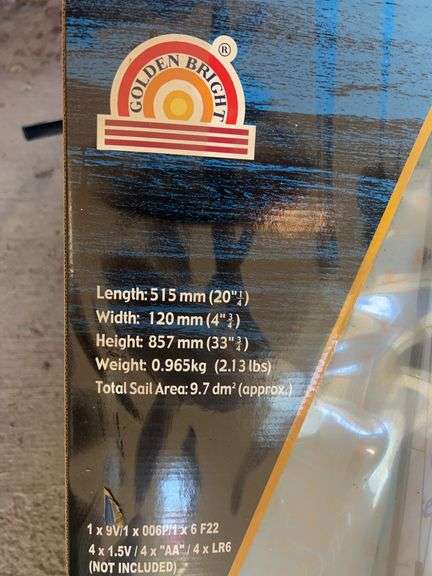 GOLDEN BRIGHT ®
Length: 515 mm (20"¼)
Width: 120 mm (4"¾)
Height: 857 mm (33"¾)
Weight: 0.965kg (2.13 lbs)
Total Sail Area: 9.7 dm² (approx.)
1 x 9V/1 x 006P/1 x 6 F22
4 x 1.5V / 4 x "AA" / 4 x LR6
(NOT INCLUDED)